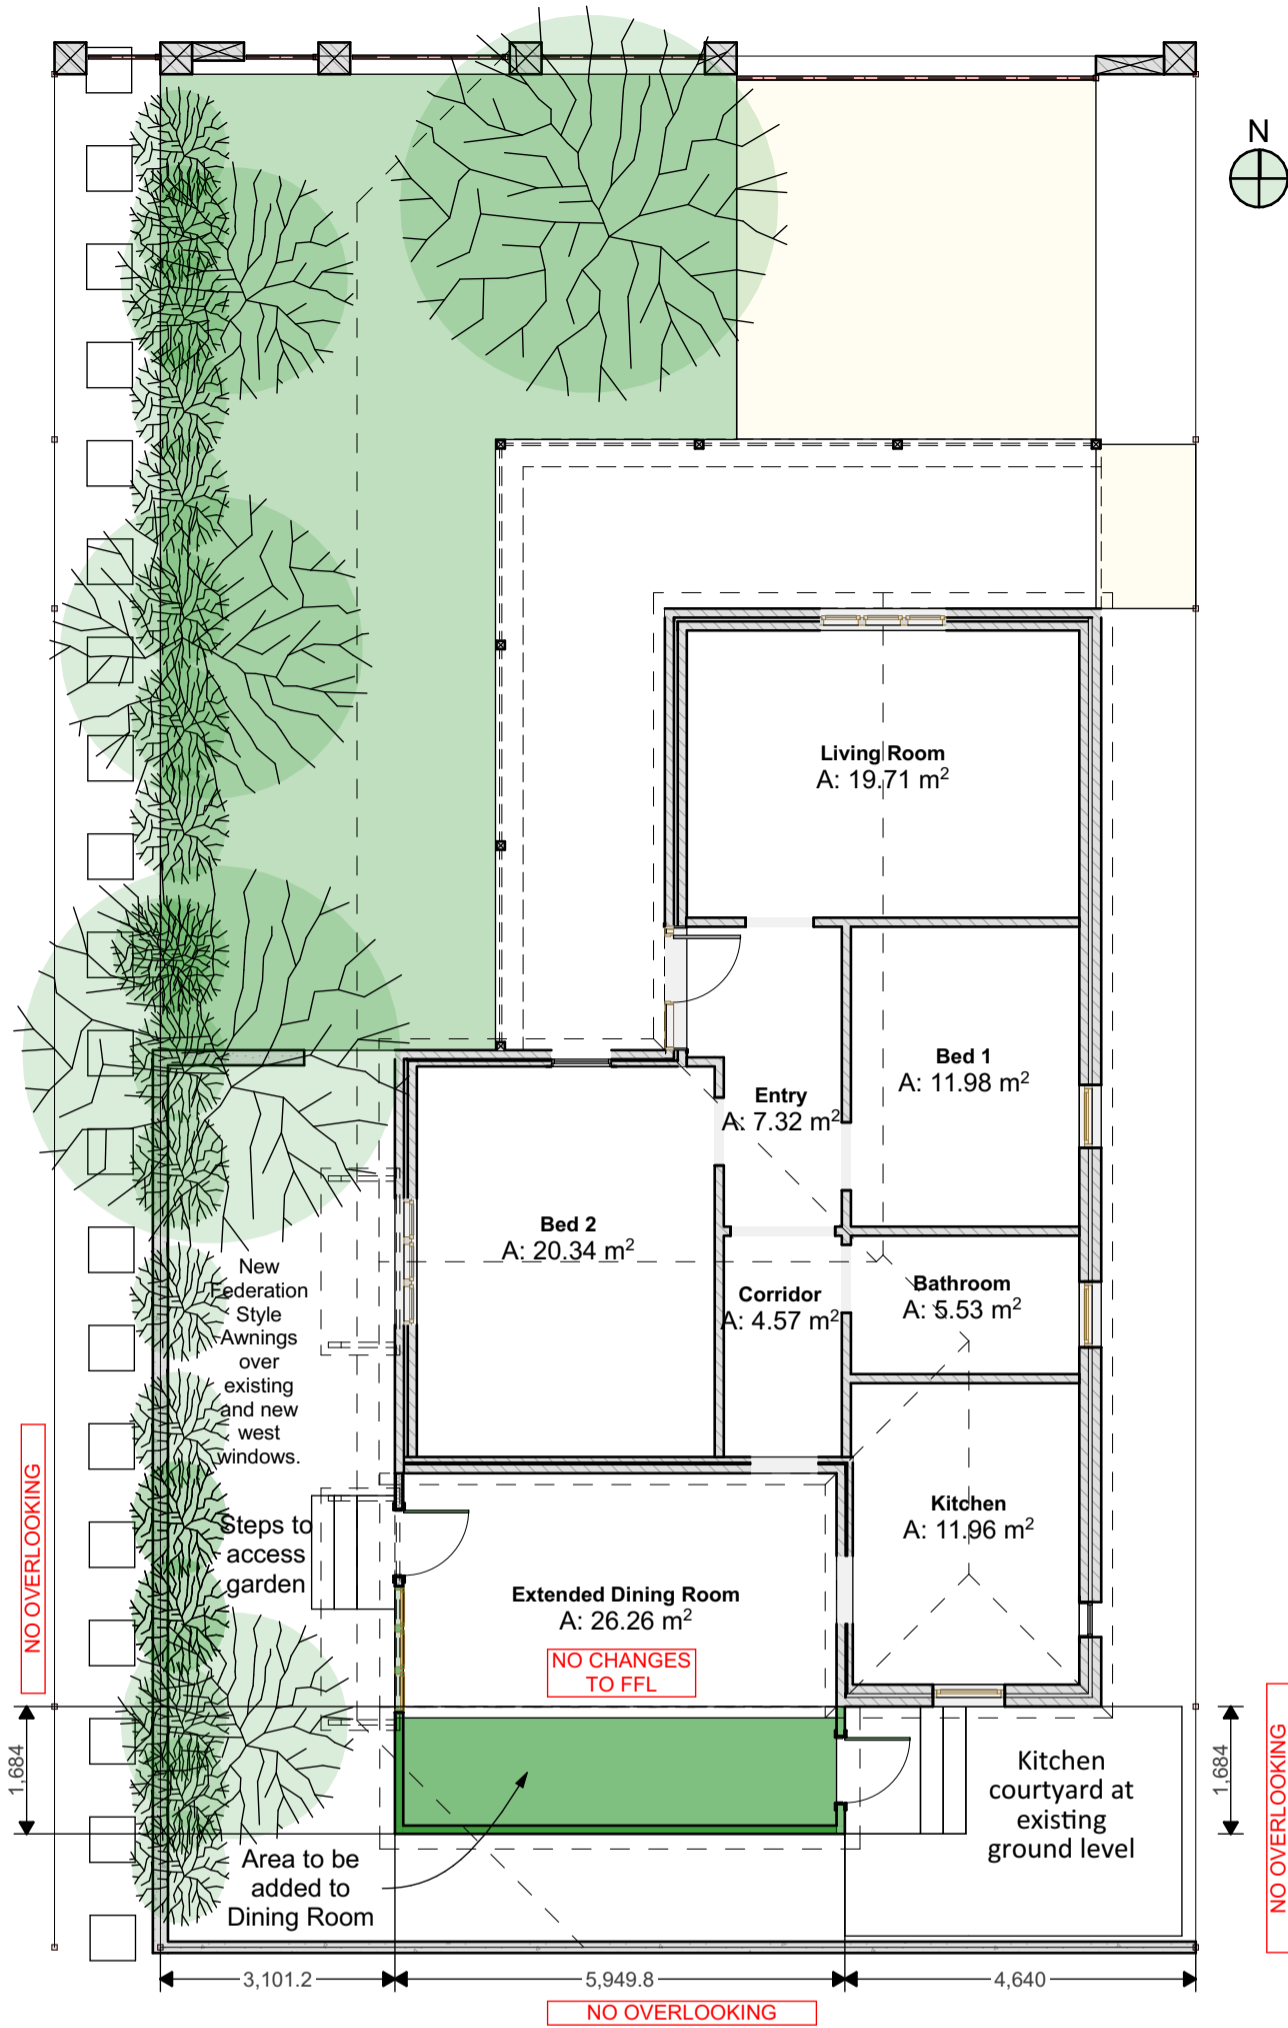 N
Living Room
A: 19.71 m²
Bed 1
A: 11.98 m²
Entry
A: 7.32 m²
Bed 2
A: 20.34 m²
New
Federation
Style
Awnings
over
existing
and new
west
windows.
Corridor
A: 4.57 m²
Bathroom
A: 5.53 m²
NO OVERLOOKING
Steps to
access
garden
Kitchen
A: 11.96 m²
Extended Dining Room
A: 26.26 m²
NO CHANGES
TO FFL
1,684
1,684
Kitchen
courtyard at
existing
ground level
NO OVERLOOKING
Area to be
added to
Dining Room
3,101.2
5,949.8
4,640
NO OVERLOOKING